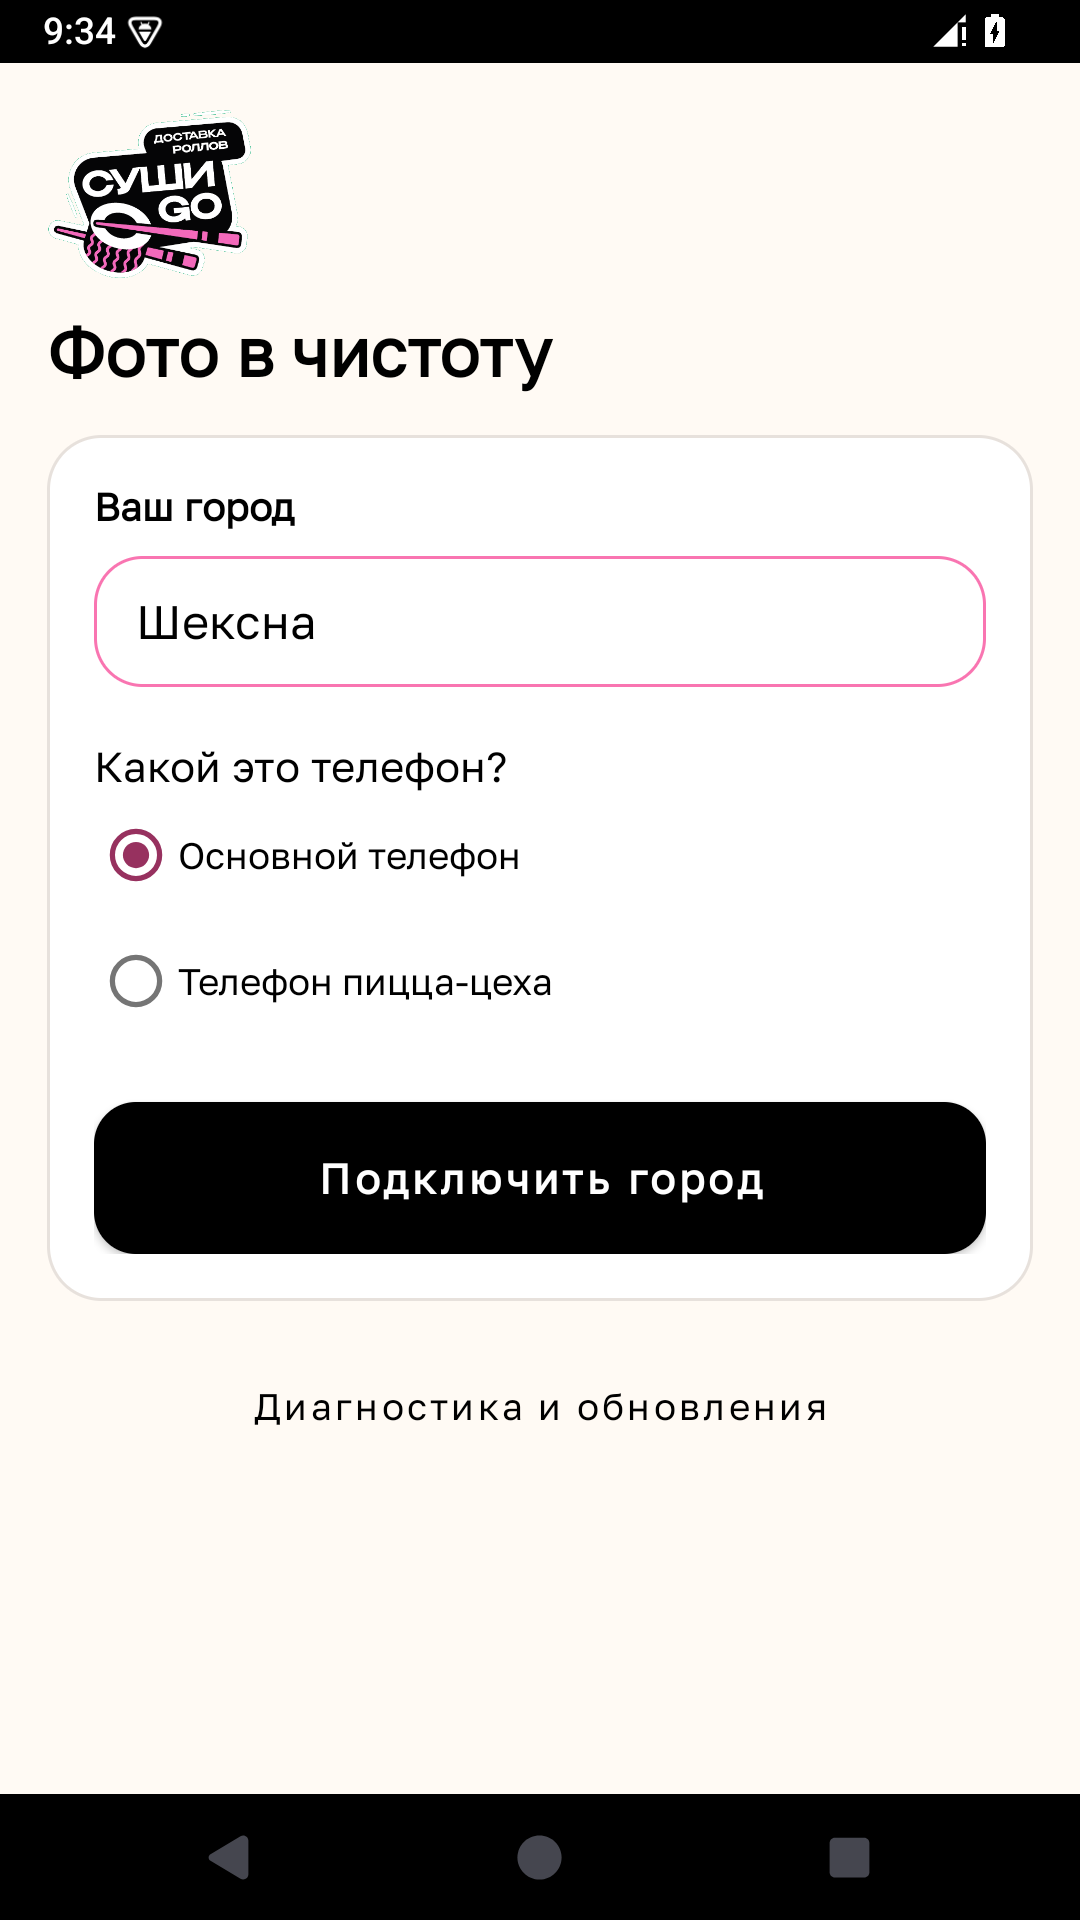 9:34
ДОСТАВКА
РОЛЛОВ
СУШИ
GO
Фото в чистоту
Ваш город
Шексна
Какой это телефон?
Основной телефон
Телефон пицца-цеха
Подключить город
Диагностика и обновления